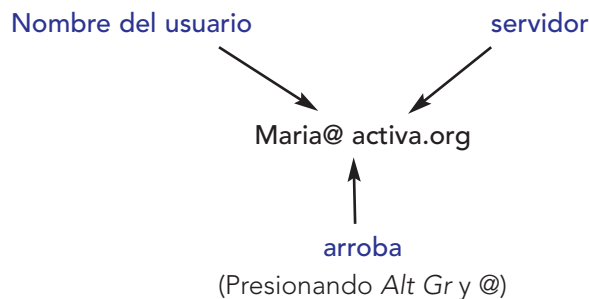 Nombre del usuario servidor
Maria@ activa.org
arroba
(Presionando Alt Gr y @)